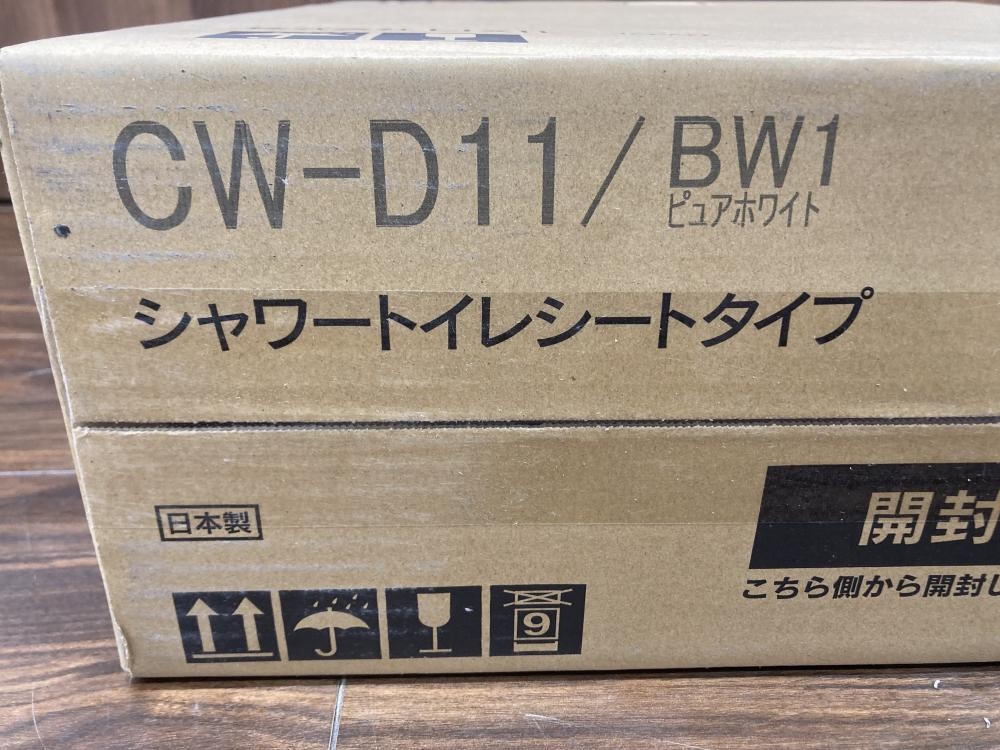 CW-D11/BW1
ピュアホワイト
シャワートイレシートタイプ
日本製
開封
こちら側から開封し
9